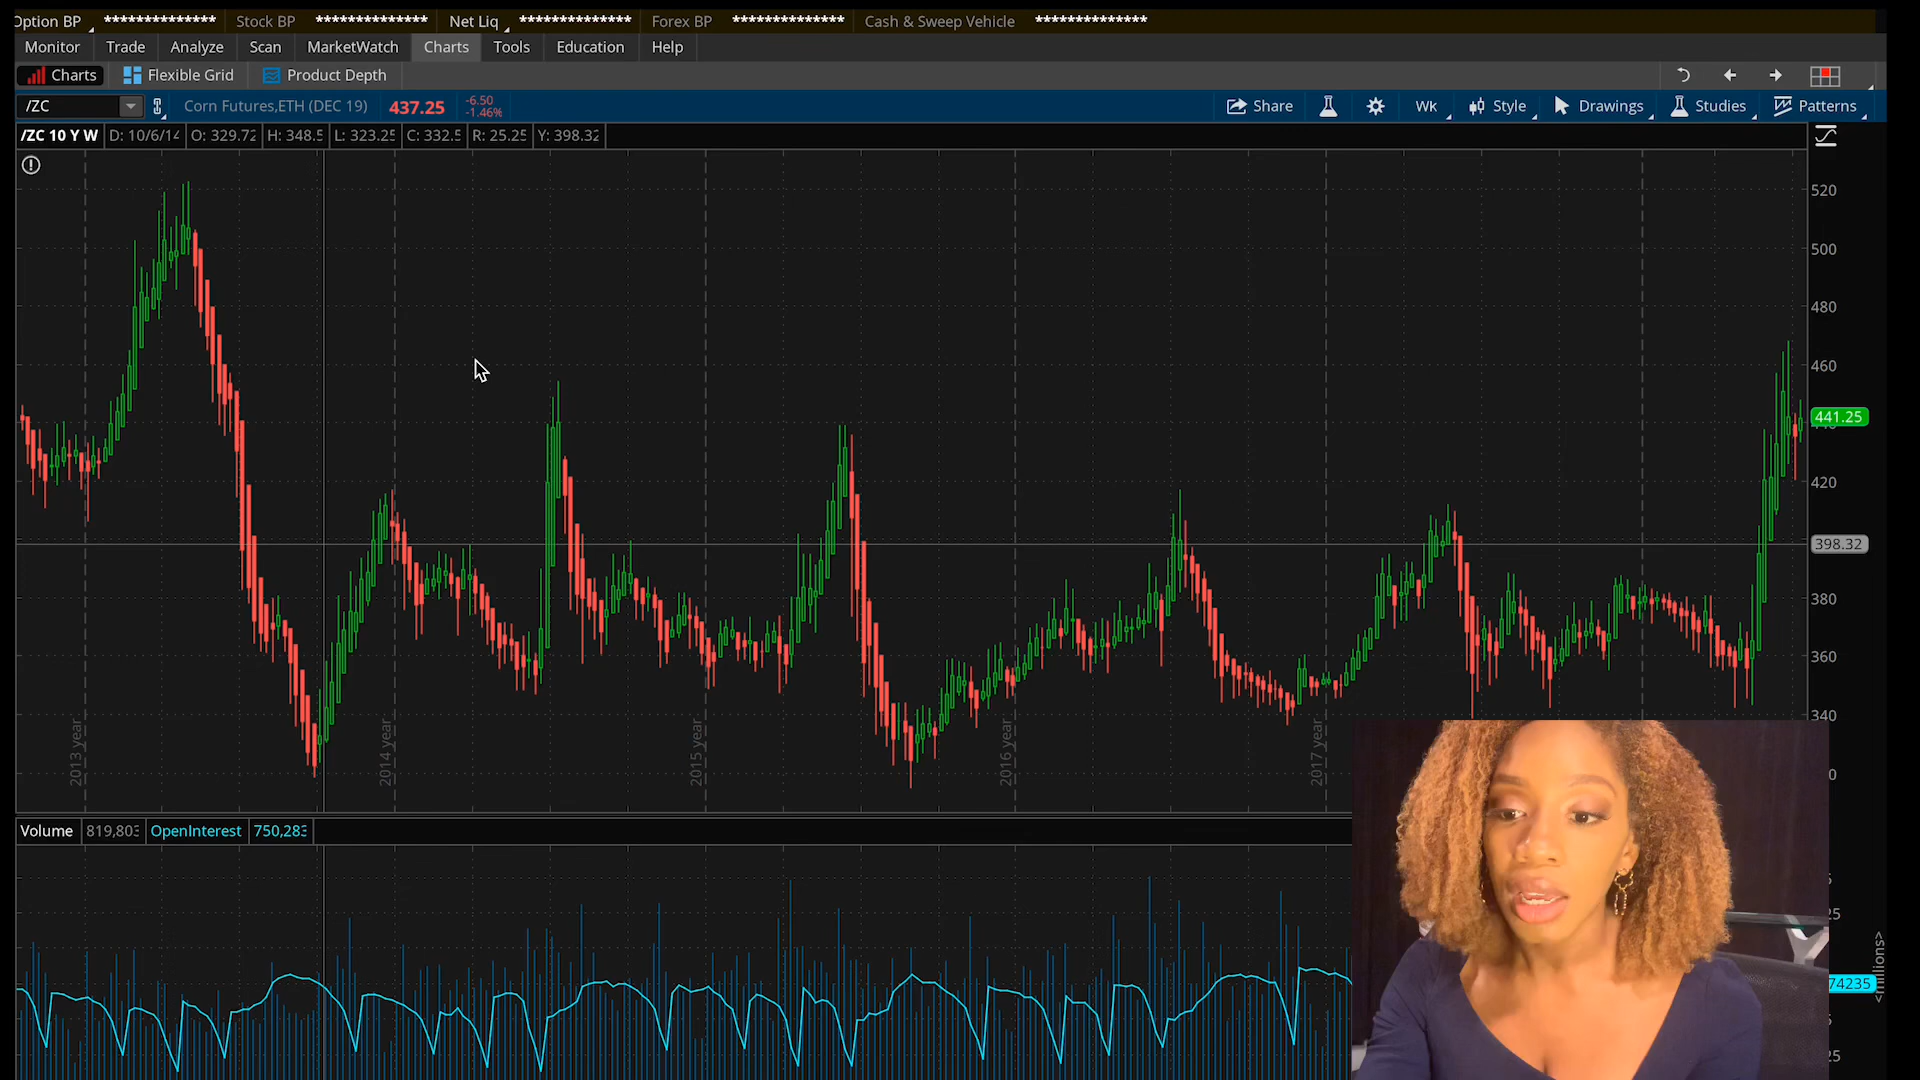 Option BP ************** Stock BP ************** Net Liq ************** Forex BP ************** Cash & Sweep Vehicle **************
Monitor Trade Analyze Scan MarketWatch Charts Tools Education Help
Charts Flexible Grid Product Depth
/ZC Corn Futures,ETH (DEC 19) 437.25 -6.50 -1.46% Share Wk Style Drawings Studies Patterns
/ZC 10 Y W D: 10/6/14 O: 329.72 H: 348.5 L: 323.25 C: 332.5 R: 25.25 Y: 398.32
520
500
480
460
441.25
420
398.32
380
360
340
2013 year 2014 year 2015 year 2016 year 2017 year
Volume 819,803 OpenInterest 750,283
25
<millions>
74235
25